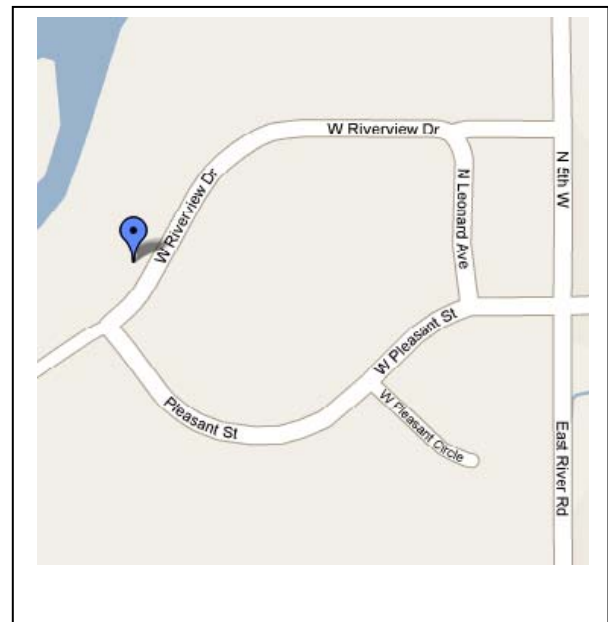 W Riverview Dr
N 5th W
W Riverview Dr
N Leonard Ave
W Pleasant St
Pleasant St
W Pleasant Circle
East River Rd